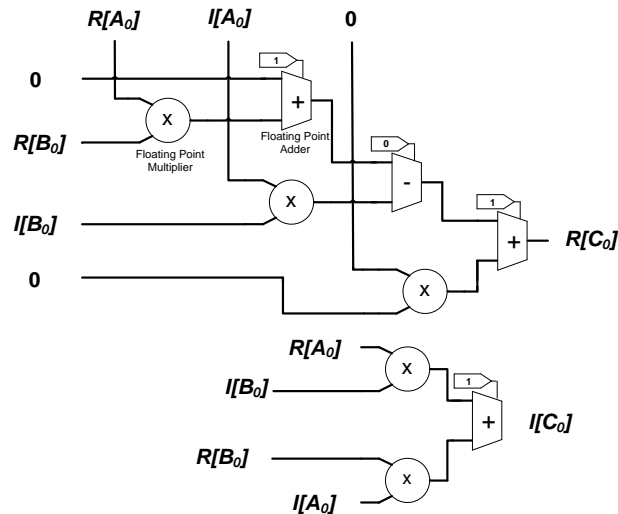 R[A₀] I[A₀] 0
0 1
X +
R[B₀]
Floating Point
Multiplier
Floating Point
Adder
0
-
I[B₀] X
1
+ R[C₀]
0
X
R[A₀]
X
I[B₀]
1
+ I[C₀]
R[B₀]
X
I[A₀]